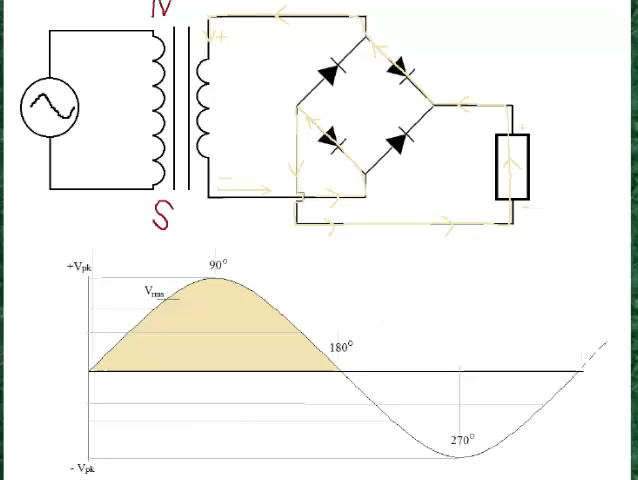 N
+
−
S
+
−
+Vpk
90°
Vrms
180°
270°
- Vpk